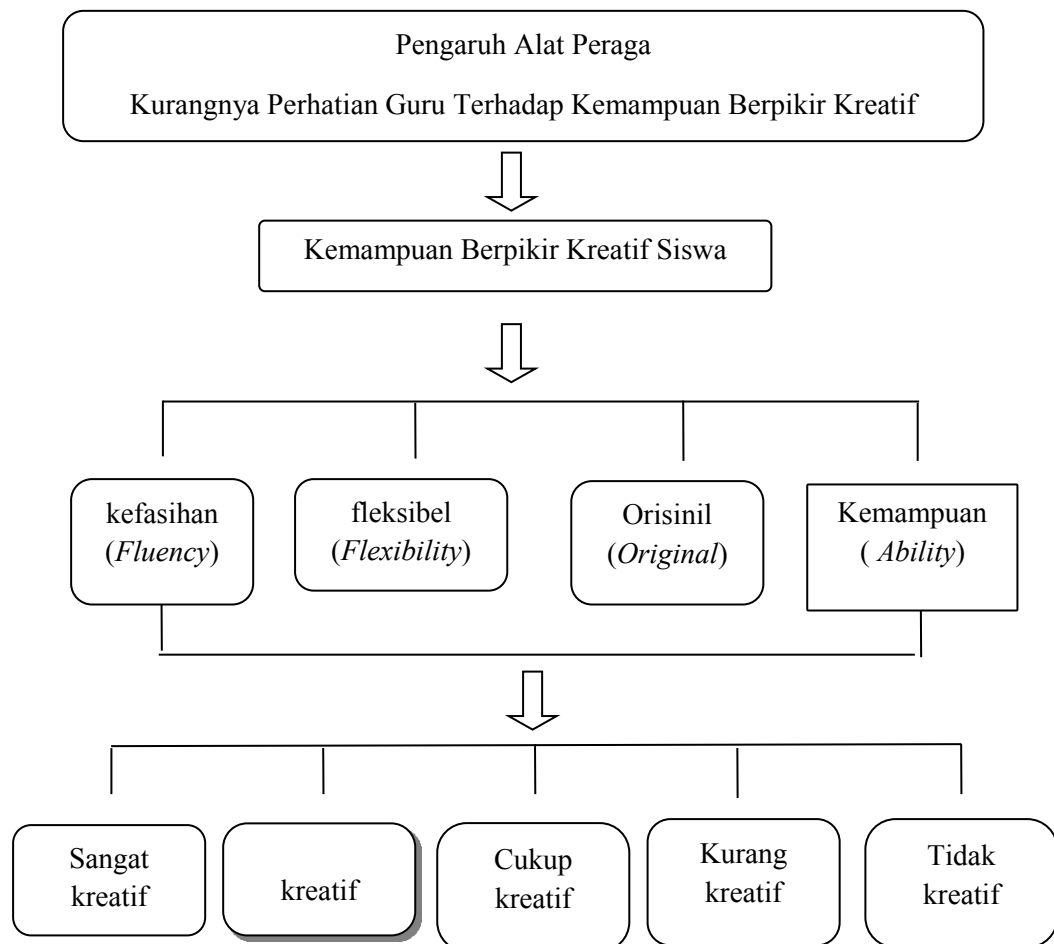 Pengaruh Alat Peraga
Kurangnya Perhatian Guru Terhadap Kemampuan Berpikir Kreatif
Kemampuan Berpikir Kreatif Siswa
kefasihan
(Fluency)
fleksibel
(Flexibility)
Orisinil
(Original)
Kemampuan
( Ability)
Sangat
kreatif
kreatif
Cukup
kreatif
Kurang
kreatif
Tidak
kreatif